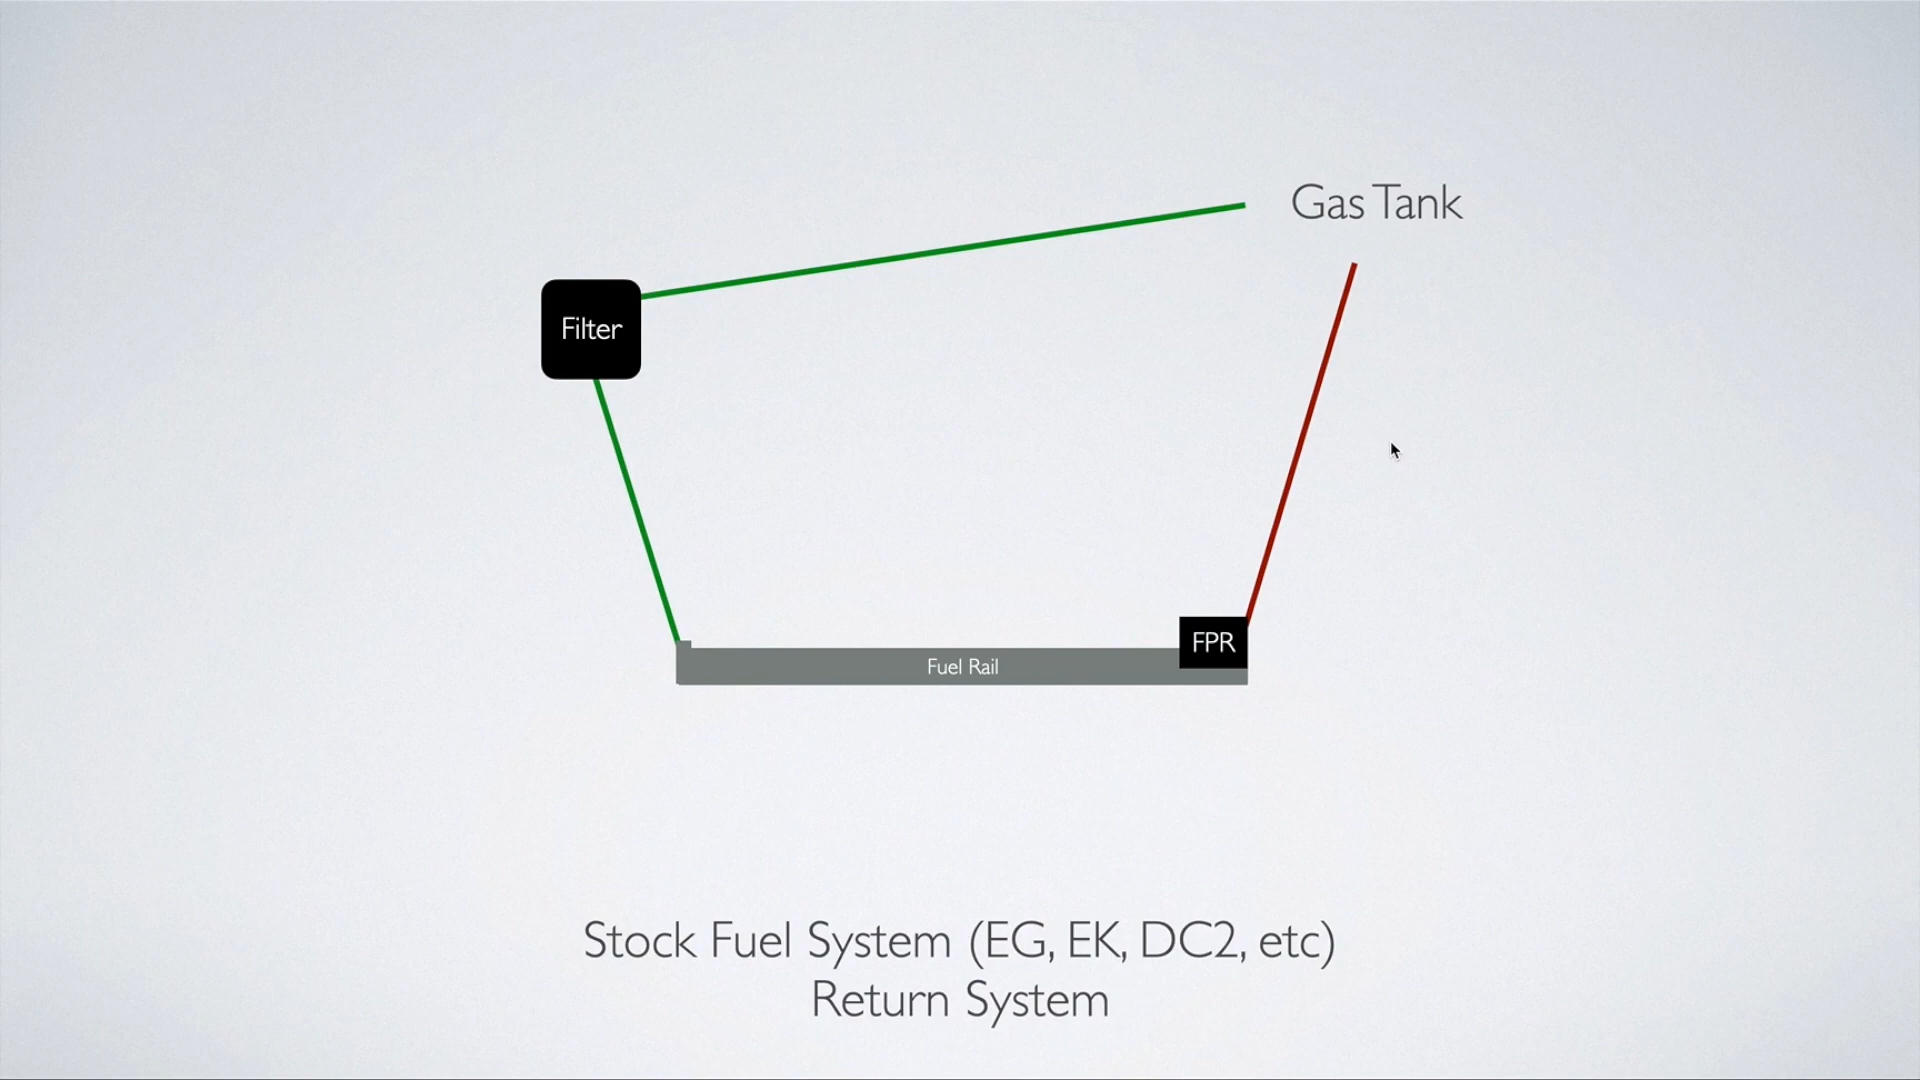 Gas Tank
Filter
FPR
Fuel Rail
Stock Fuel System (EG, EK, DC2, etc)
Return System